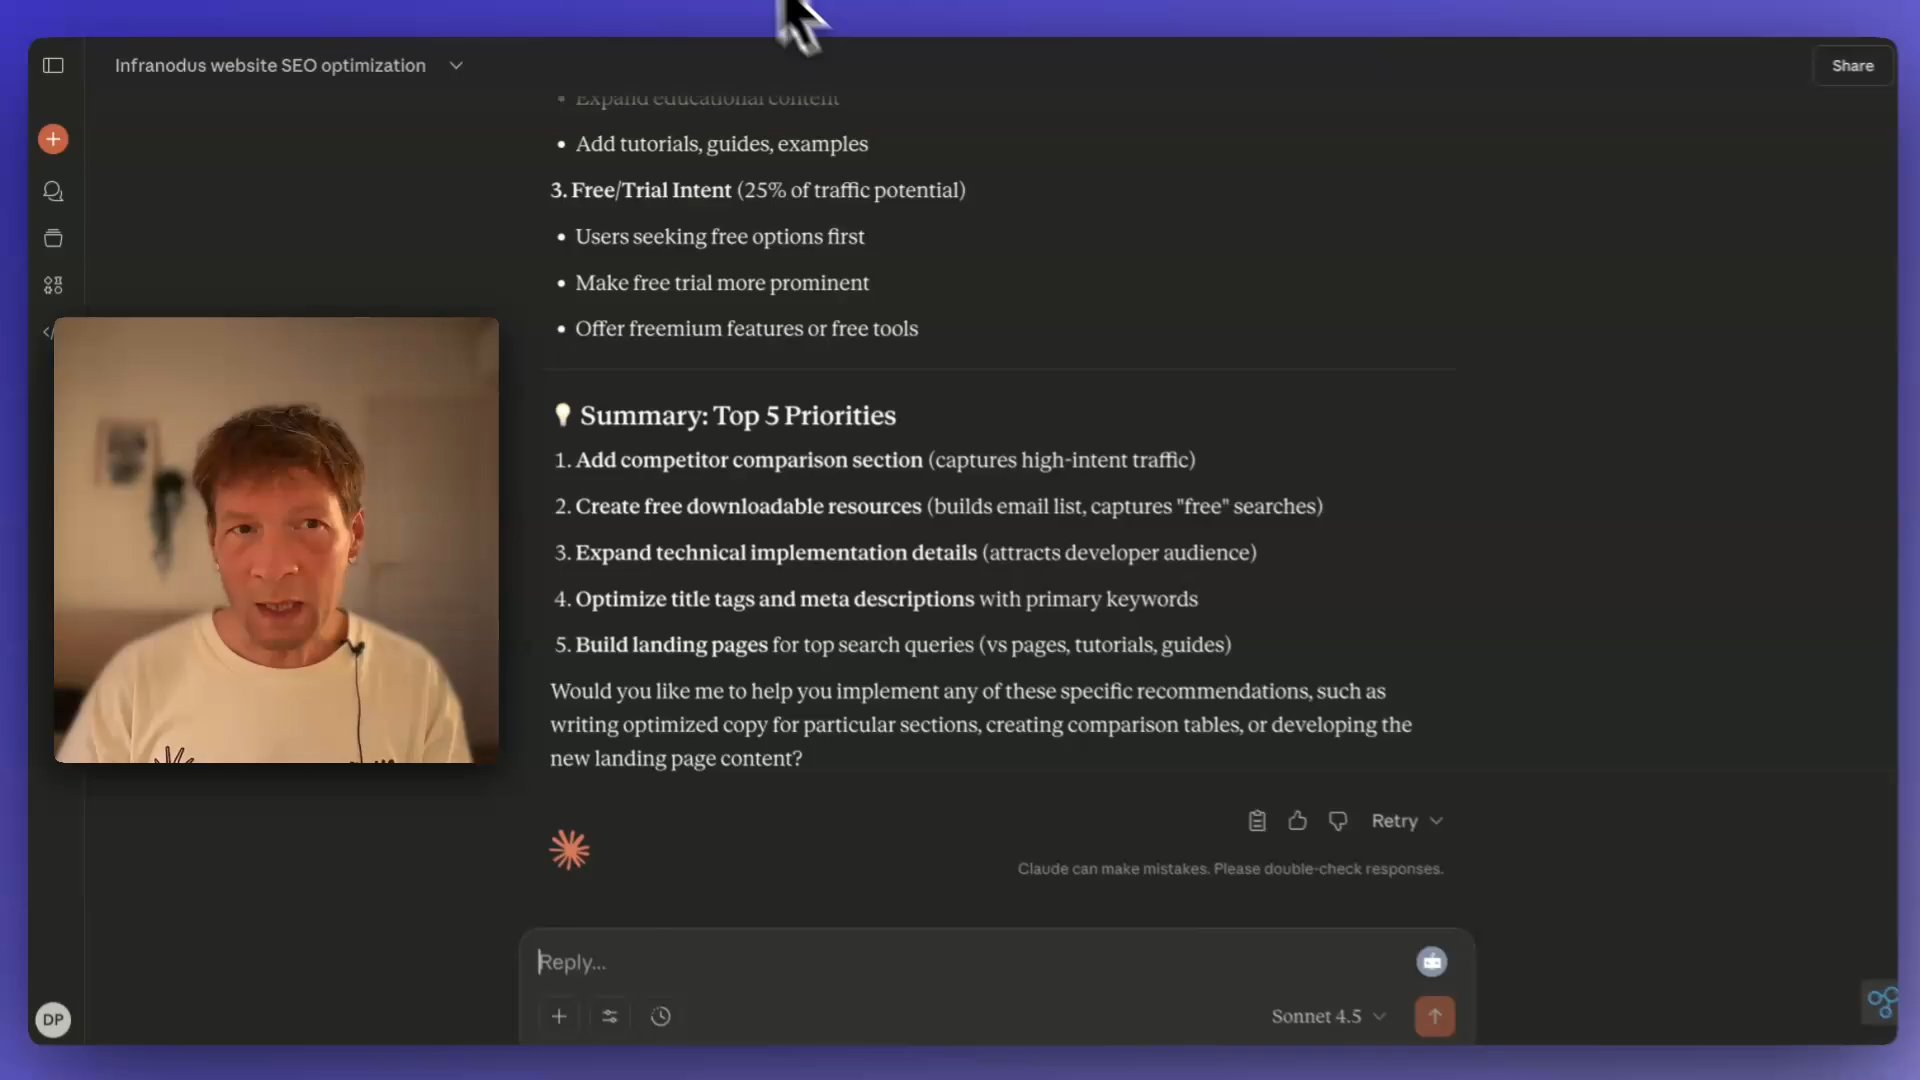 Infranodus website SEO optimization
Share
• Expand educational content
• Add tutorials, guides, examples
3. Free/Trial Intent (25% of traffic potential)
• Users seeking free options first
• Make free trial more prominent
• Offer freemium features or free tools
💡 Summary: Top 5 Priorities
1. Add competitor comparison section (captures high-intent traffic)
2. Create free downloadable resources (builds email list, captures "free" searches)
3. Expand technical implementation details (attracts developer audience)
4. Optimize title tags and meta descriptions with primary keywords
5. Build landing pages for top search queries (vs pages, tutorials, guides)
Would you like me to help you implement any of these specific recommendations, such as
writing optimized copy for particular sections, creating comparison tables, or developing the
new landing page content?
Retry
Claude can make mistakes. Please double-check responses.
Reply...
Sonnet 4.5
DP